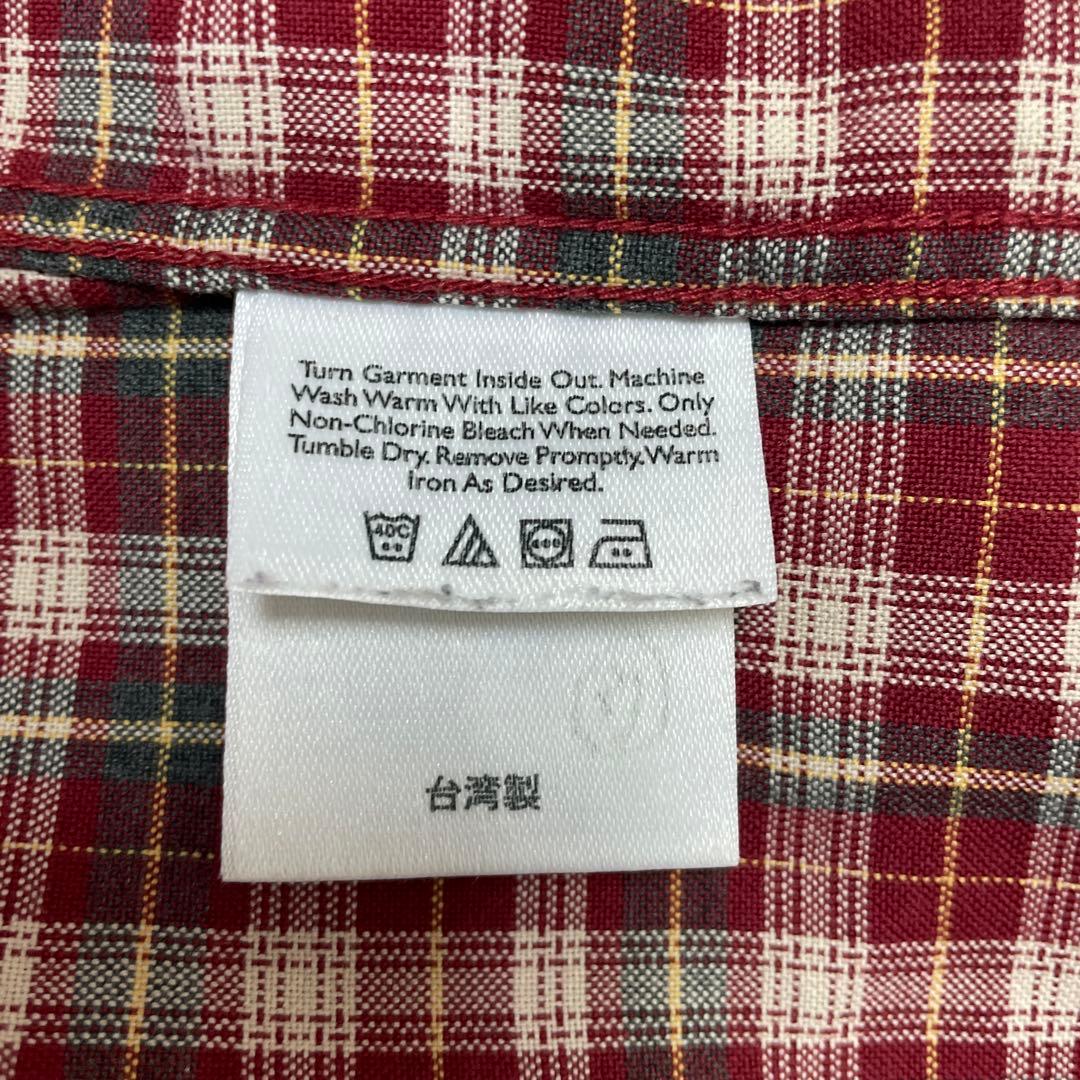 Turn Garment Inside Out. Machine
Wash Warm With Like Colors. Only
Non-Chlorine Bleach When Needed.
Tumble Dry. Remove Promptly. Warm
Iron As Desired.
40C
台湾製